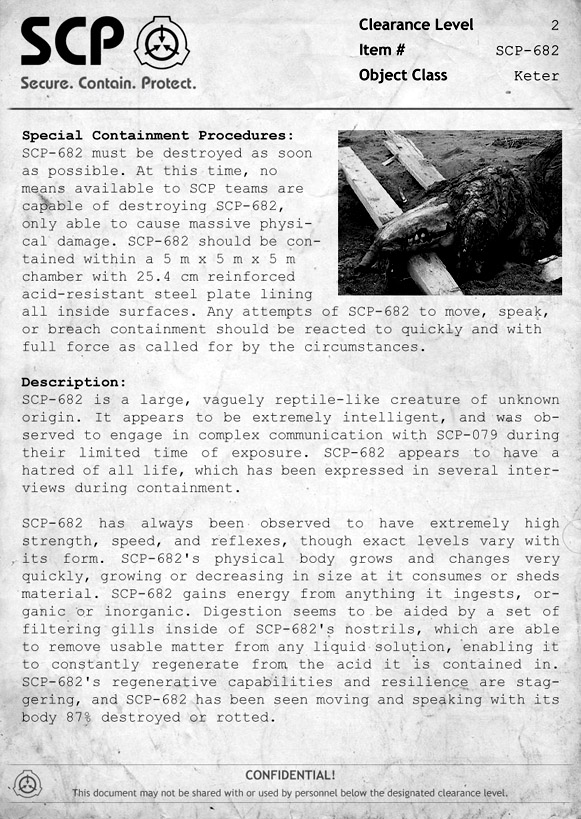 SCP
Secure. Contain. Protect.
Clearance Level 2
Item # SCP-682
Object Class Keter
Special Containment Procedures:
SCP-682 must be destroyed as soon
as possible. At this time, no
means available to SCP teams are
capable of destroying SCP-682,
only able to cause massive physi-
cal damage. SCP-682 should be con-
tained within a 5 m x 5 m x 5 m
chamber with 25.4 cm reinforced
acid-resistant steel plate lining
all inside surfaces. Any attempts of SCP-682 to move, speak,
or breach containment should be reacted to quickly and with
full force as called for by the circumstances.
Description:
SCP-682 is a large, vaguely reptile-like creature of unknown
origin. It appears to be extremely intelligent, and was ob-
served to engage in complex communication with SCP-079 during
their limited time of exposure. SCP-682 appears to have a
hatred of all life, which has been expressed in several inter-
views during containment.
SCP-682 has always been observed to have extremely high
strength, speed, and reflexes, though exact levels vary with
its form. SCP-682's physical body grows and changes very
quickly, growing or decreasing in size at it consumes or sheds
material. SCP-682 gains energy from anything it ingests, or-
ganic or inorganic. Digestion seems to be aided by a set of
filtering gills inside of SCP-682's nostrils, which are able
to remove usable matter from any liquid solution, enabling it
to constantly regenerate from the acid it is contained in.
SCP-682's regenerative capabilities and resilience are stag-
gering, and SCP-682 has been seen moving and speaking with its
body 87% destroyed or rotted.
CONFIDENTIAL!
This document may not be shared with or used by personnel below the designated clearance level.